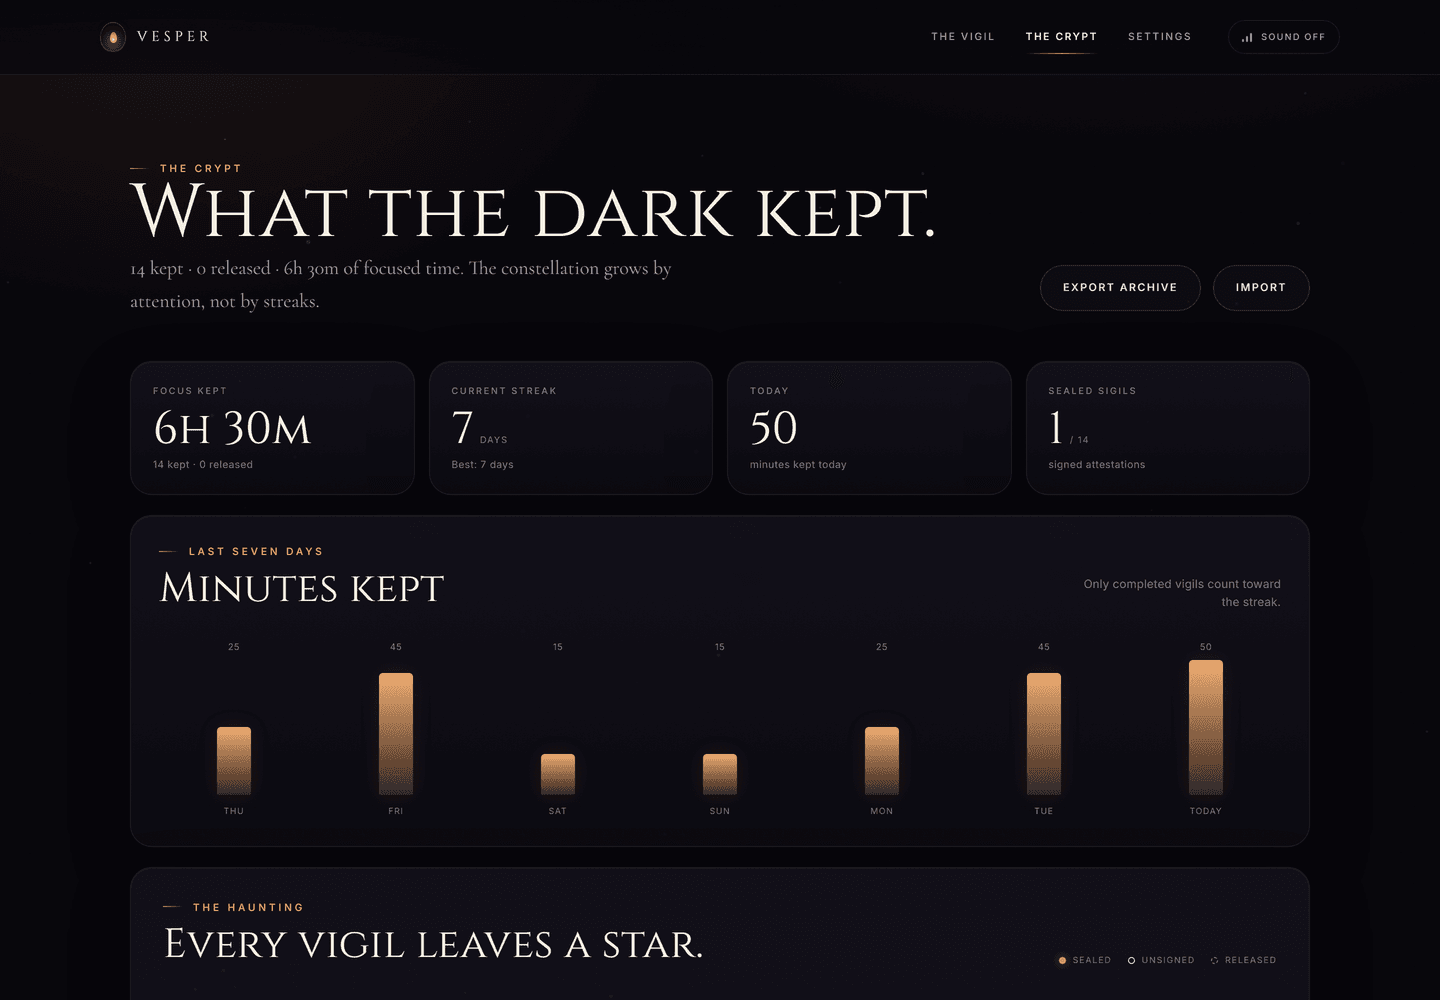 VESPER
THE VIGIL
THE CRYPT
SETTINGS
SOUND OFF
THE CRYPT
WHAT THE DARK KEPT.
14 kept · 0 released · 6h 30m of focused time. The constellation grows by
attention, not by streaks.
EXPORT ARCHIVE
IMPORT
FOCUS KEPT
6H 30M
14 kept · 0 released
CURRENT STREAK
7 DAYS
Best: 7 days
TODAY
50
minutes kept today
SEALED SIGILS
1 / 14
signed attestations
LAST SEVEN DAYS
MINUTES KEPT
Only completed vigils count toward
the streak.
25
45
15
15
25
45
50
THU
FRI
SAT
SUN
MON
TUE
TODAY
THE HAUNTING
EVERY VIGIL LEAVES A STAR.
SEALED
UNSIGNED
RELEASED